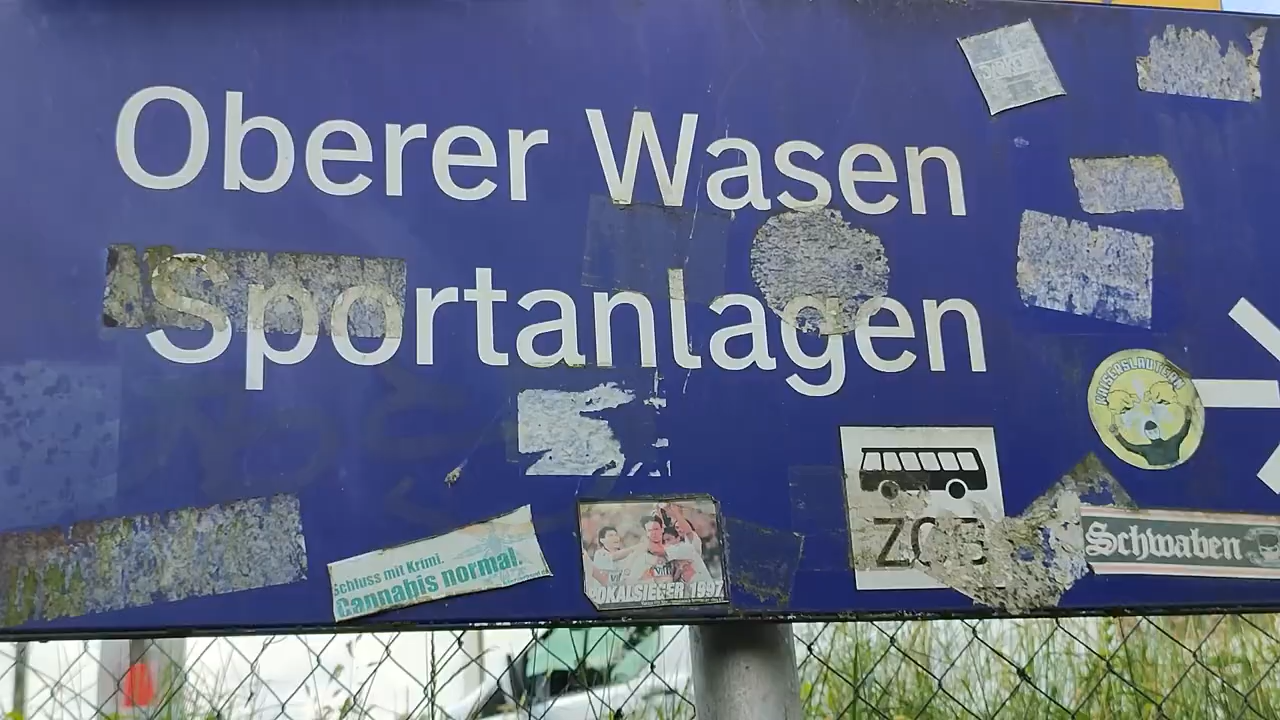 Oberer Wasen
Sportanlagen
KAISERSLAUTERN
ZOB
Schwaben
Schluss mit Krimi.
Cannabis normal.
POKALSIEGER 1997